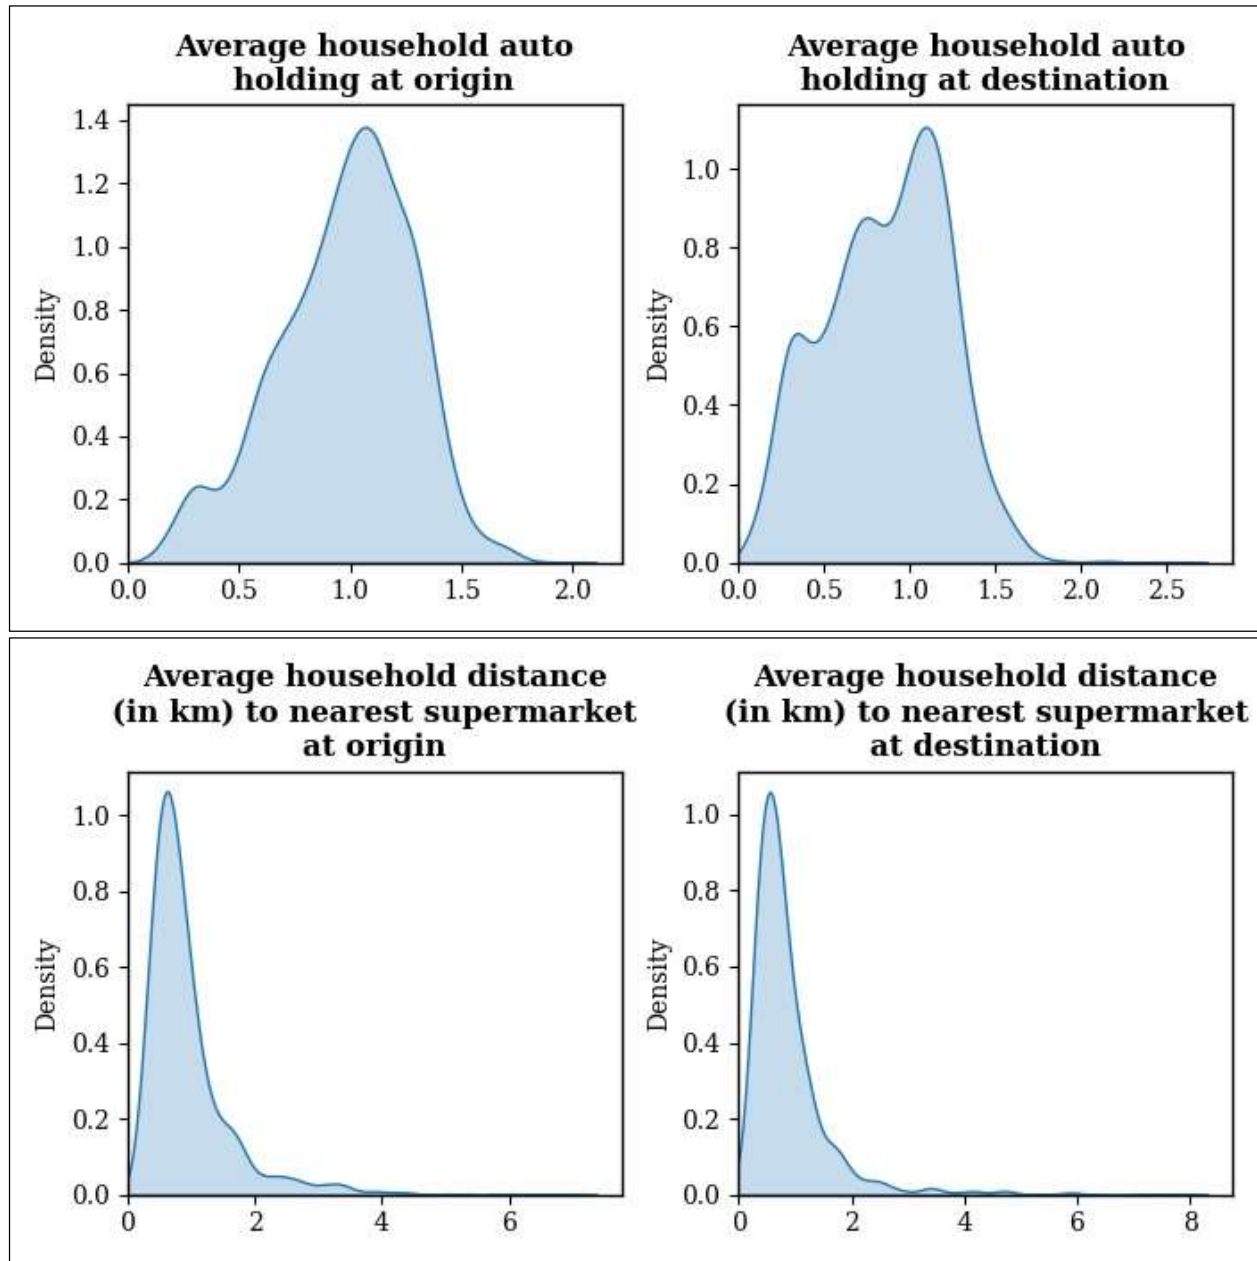 Average household auto
holding at origin
1.4
1.2
1.0
0.8
0.6
0.4
0.2
0.0
Density
0.0 0.5 1.0 1.5 2.0
Average household auto
holding at destination
1.0
0.8
0.6
0.4
0.2
0.0
Density
0.0 0.5 1.0 1.5 2.0 2.5
Average household distance
(in km) to nearest supermarket
at origin
1.0
0.8
0.6
0.4
0.2
0.0
Density
0 2 4 6
Average household distance
(in km) to nearest supermarket
at destination
1.0
0.8
0.6
0.4
0.2
0.0
Density
0 2 4 6 8